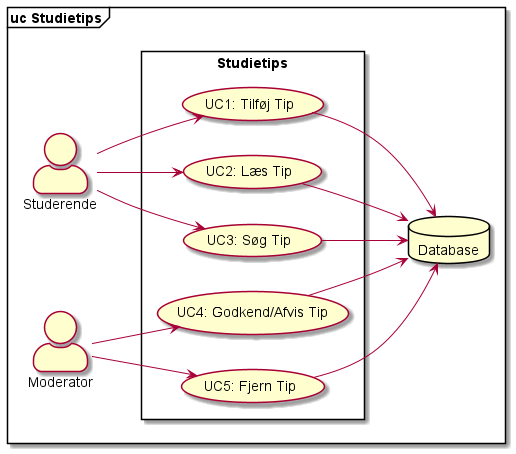 uc Studietips
Studietips
UC1: Tilføj Tip
UC2: Læs Tip
Studerende
UC3: Søg Tip
Database
UC4: Godkend/Afvis Tip
Moderator
UC5: Fjern Tip